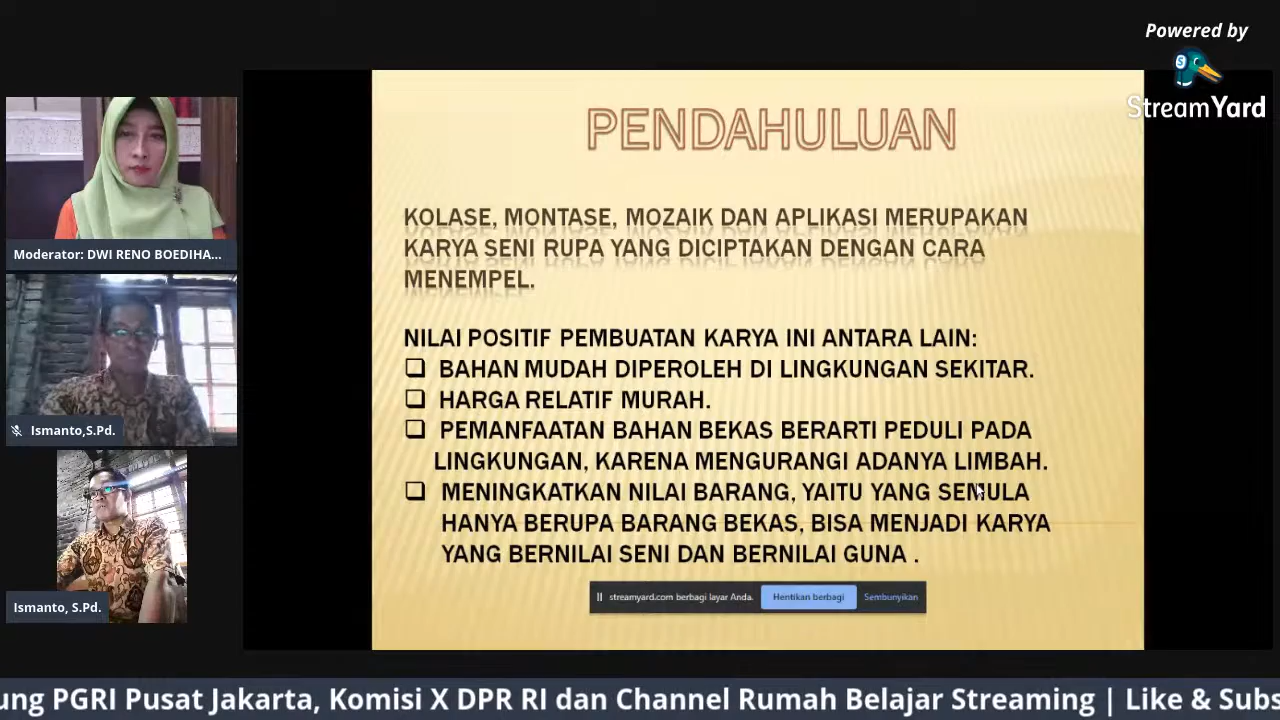 Powered by
StreamYard
PENDAHULUAN
KOLASE, MONTASE, MOZAIK DAN APLIKASI MERUPAKAN
KARYA SENI RUPA YANG DICIPTAKAN DENGAN CARA
MENEMPEL.
NILAI POSITIF PEMBUATAN KARYA INI ANTARA LAIN:
BAHAN MUDAH DIPEROLEH DI LINGKUNGAN SEKITAR.
HARGA RELATIF MURAH.
PEMANFAATAN BAHAN BEKAS BERARTI PEDULI PADA
LINGKUNGAN, KARENA MENGURANGI ADANYA LIMBAH.
MENINGKATKAN NILAI BARANG, YAITU YANG SEMULA
HANYA BERUPA BARANG BEKAS, BISA MENJADI KARYA
YANG BERNILAI SENI DAN BERNILAI GUNA .
streamyard.com berbagi layar Anda. Hentikan berbagi Sembunyikan
Moderator: DWI RENO BOEDIHA...
Ismanto,S.Pd.
Ismanto, S.Pd.
ung PGRI Pusat Jakarta, Komisi X DPR RI dan Channel Rumah Belajar Streaming | Like & Subs